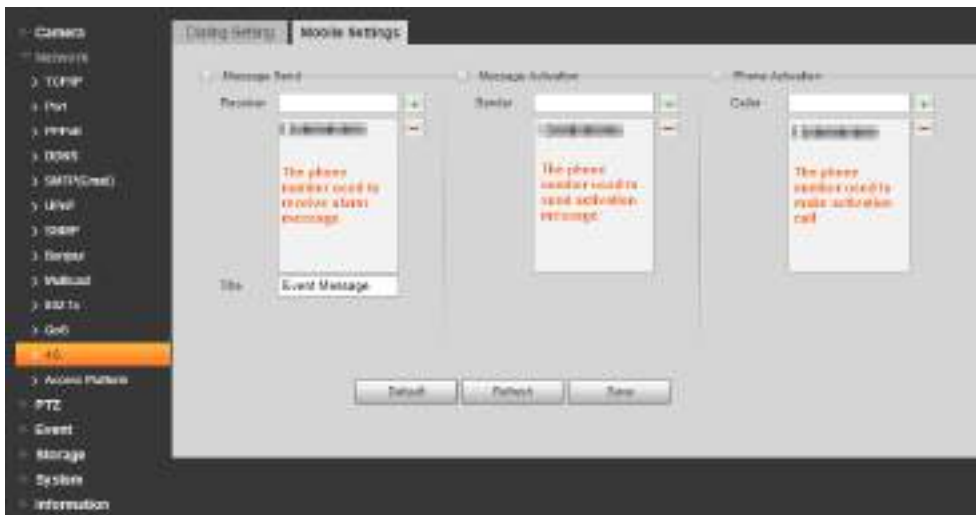 Camera
Network
TCP/IP
Port
PPPoE
DDNS
SMTP(Email)
UPnP
SNMP
Bonjour
Multicast
802.1x
QoS
4G
Access Platform
PTZ
Event
Storage
System
Information
Dialing Setting
Mobile Settings
Message Send
Receiver
The phone
number used to
receive alarm
message
Title
Event Message
Message Activation
Sender
The phone
number used to
send activation
message
Phone Activation
Caller
The phone
number used to
make activation
call
Default
Refresh
Save